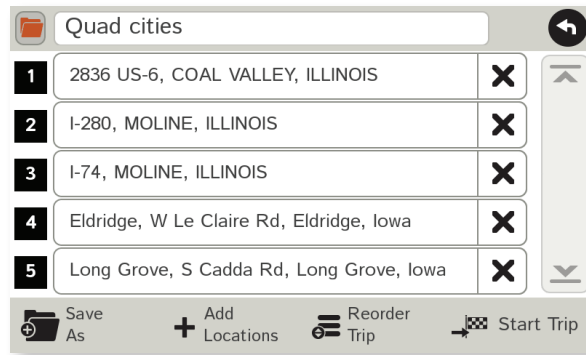 Quad cities
1 2836 US-6, COAL VALLEY, ILLINOIS
2 I-280, MOLINE, ILLINOIS
3 I-74, MOLINE, ILLINOIS
4 Eldridge, W Le Claire Rd, Eldridge, Iowa
5 Long Grove, S Cadda Rd, Long Grove, Iowa
Save As
Add Locations
Reorder Trip
Start Trip